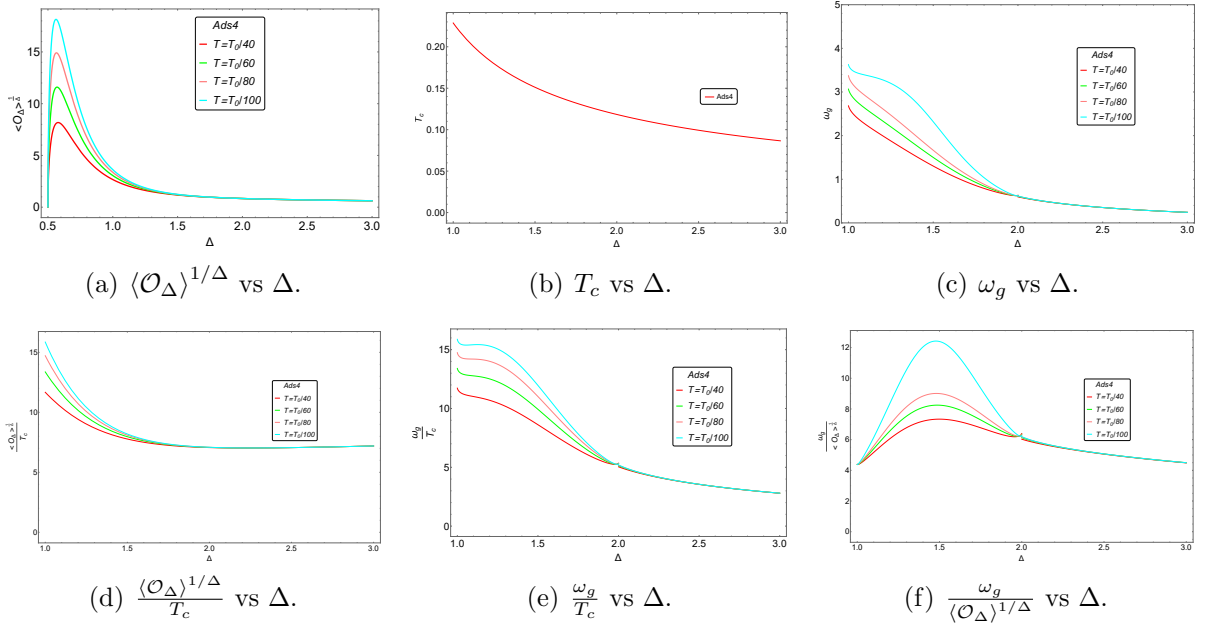 Ads4
T=T₀/40
T=T₀/60
T=T₀/80
T=T₀/100
<O_Δ>^(1/Δ)
15
10
5
0
0.5 1.0 1.5 2.0 2.5 3.0
Δ
(a) ⟨O_Δ⟩^{1/Δ} vs Δ.
Ads4
T_c
0.20
0.15
0.10
0.05
0.00
1.0 1.5 2.0 2.5 3.0
Δ
(b) T_c vs Δ.
Ads4
T=T₀/40
T=T₀/60
T=T₀/80
T=T₀/100
ω_g
5
4
3
2
1
0
1.0 1.5 2.0 2.5 3.0
Δ
(c) ω_g vs Δ.
Ads4
T=T₀/40
T=T₀/60
T=T₀/80
T=T₀/100
<O_Δ>^(1/Δ)/T_c
15
10
5
0
1.0 1.5 2.0 2.5 3.0
Δ
(d) ⟨O_Δ⟩^{1/Δ}/T_c vs Δ.
Ads4
T=T₀/40
T=T₀/60
T=T₀/80
T=T₀/100
ω_g/T_c
15
10
5
0
1.0 1.5 2.0 2.5 3.0
Δ
(e) ω_g/T_c vs Δ.
Ads4
T=T₀/40
T=T₀/60
T=T₀/80
T=T₀/100
ω_g/<O_Δ>^(1/Δ)
12
10
8
6
4
2
0
1.0 1.5 2.0 2.5 3.0
Δ
(f) ω_g/⟨O_Δ⟩^{1/Δ} vs Δ.